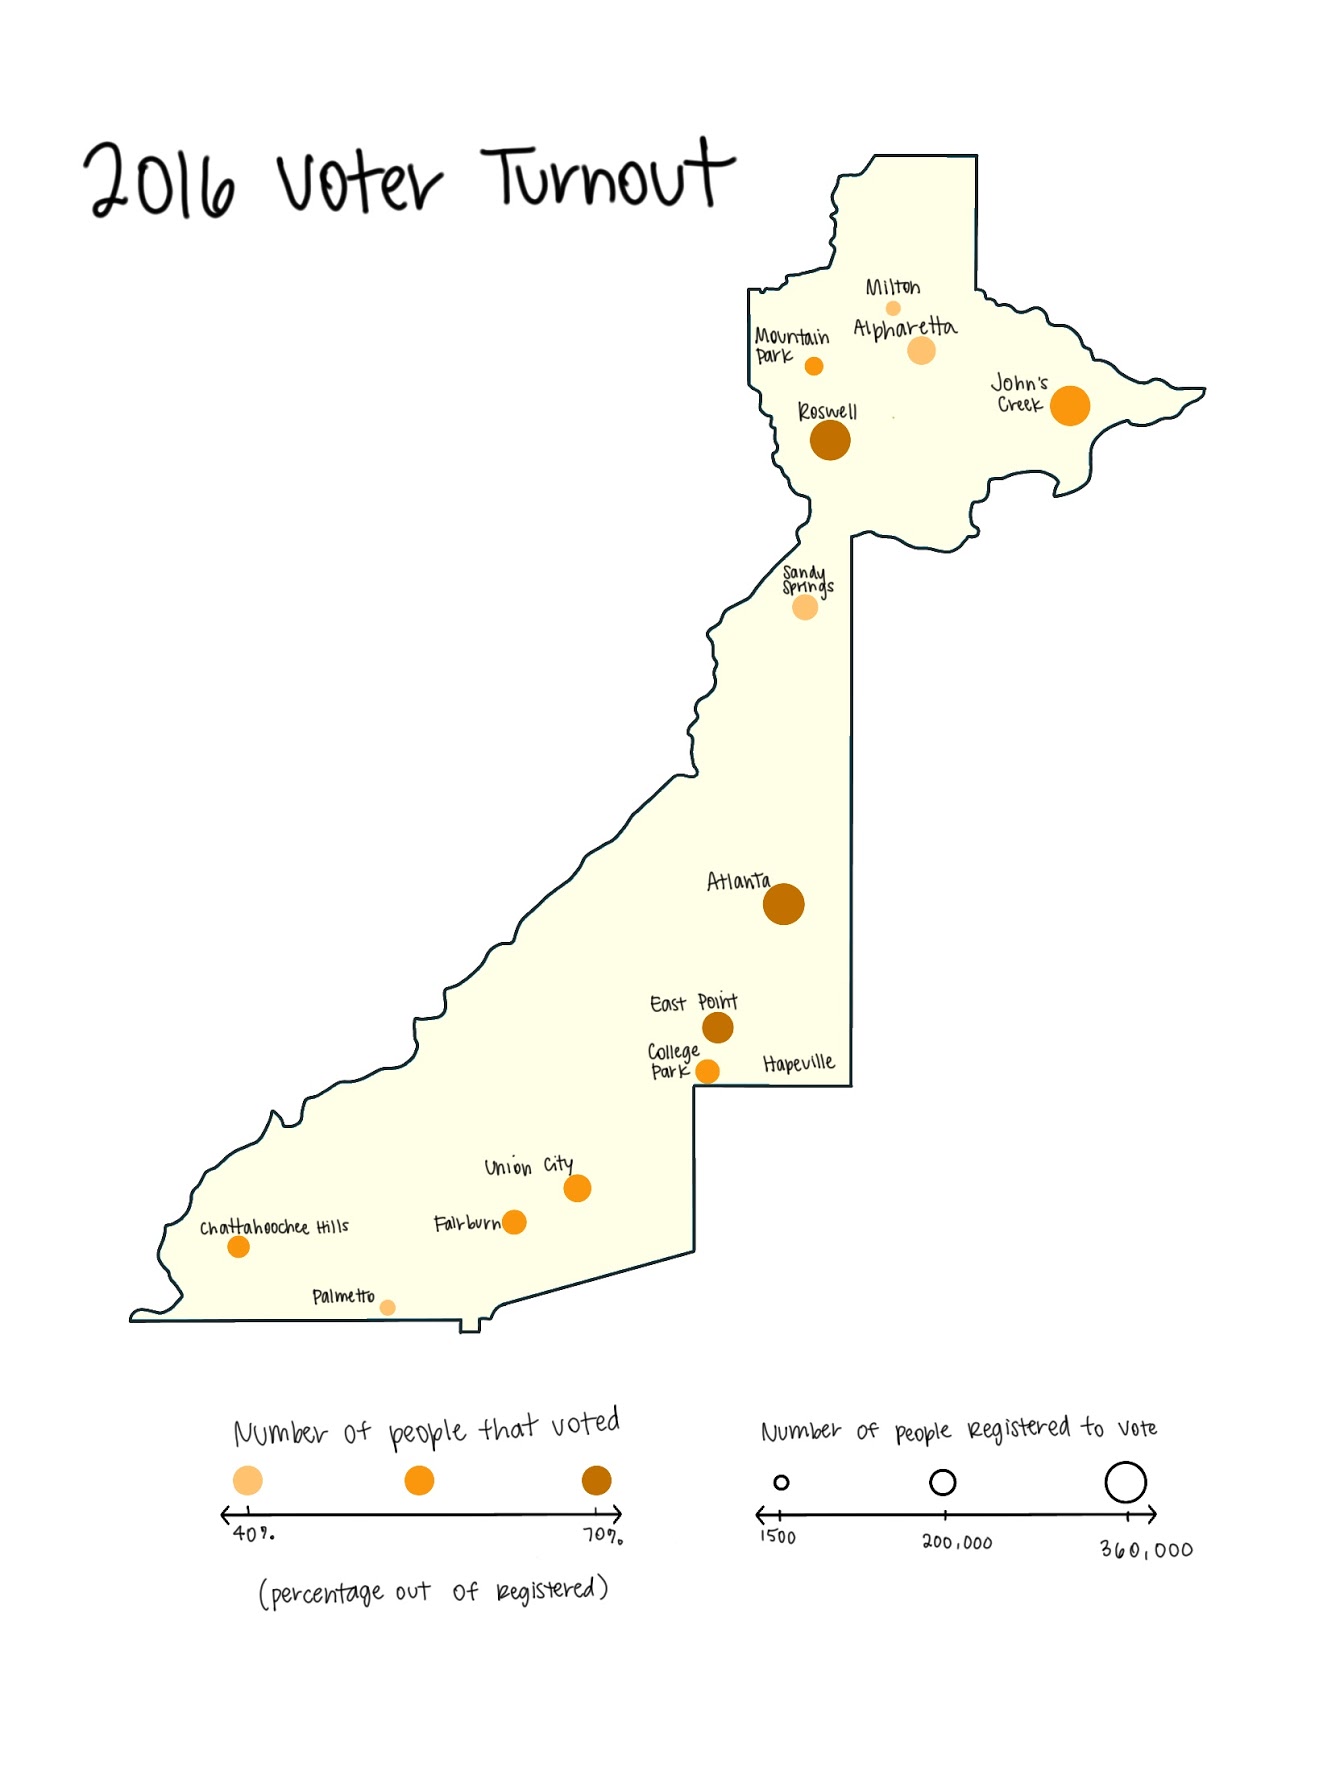 2016 Voter Turnout
Milton
Alpharetta
Mountain
Park
John's
Creek
Roswell
Sandy
Springs
Atlanta
East Point
College
Park
Hapeville
Union City
Fairburn
Chattahoochee Hills
Palmetto
Number of people that voted
40%.
70%
(percentage out of registered)
Number of people registered to vote
1500
200,000
360,000